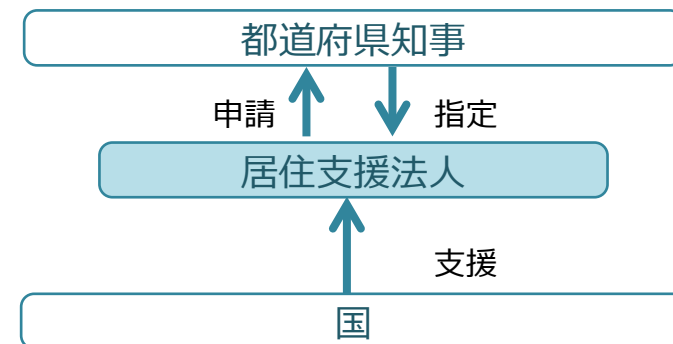 都道府県知事
申請
指定
居住支援法人
支援
国